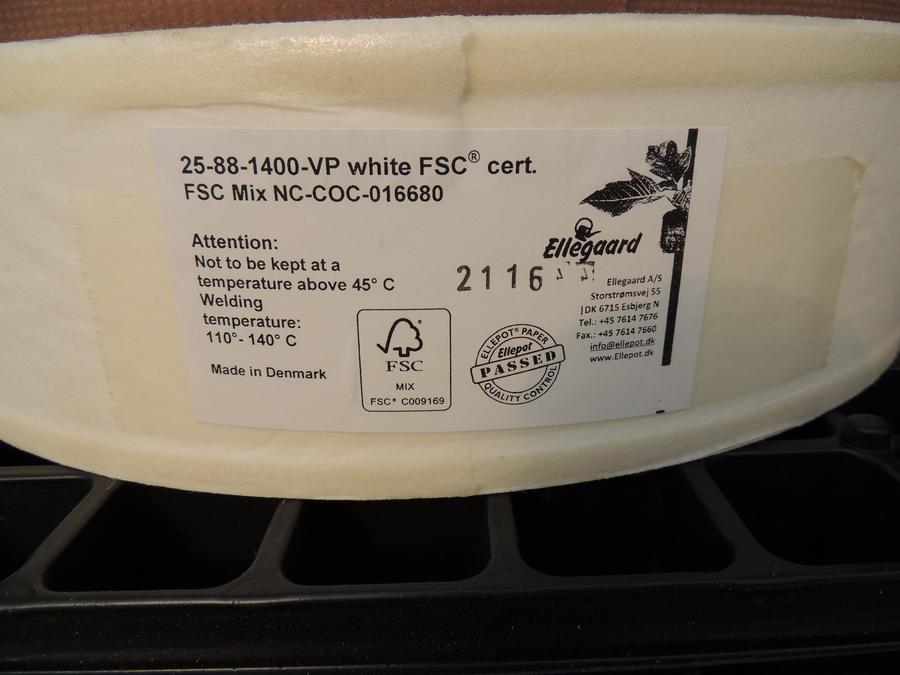 25-88-1400-VP white FSC® cert.
FSC Mix NC-COC-016680
Attention:
Not to be kept at a
temperature above 45° C
Welding
temperature:
110°- 140° C
Made in Denmark
FSC
MIX
FSC® C009169
2116
ELLEPOT® PAPER
Ellepot
PASSED
QUALITY CONTROL
Ellegaard
Ellegaard A/S
Storstrømsvej 55
DK 6715 Esbjerg N
Tel.: +45 7614 7676
Fax.: +45 7614 7660
info@ellepot.dk
www.Ellepot.dk